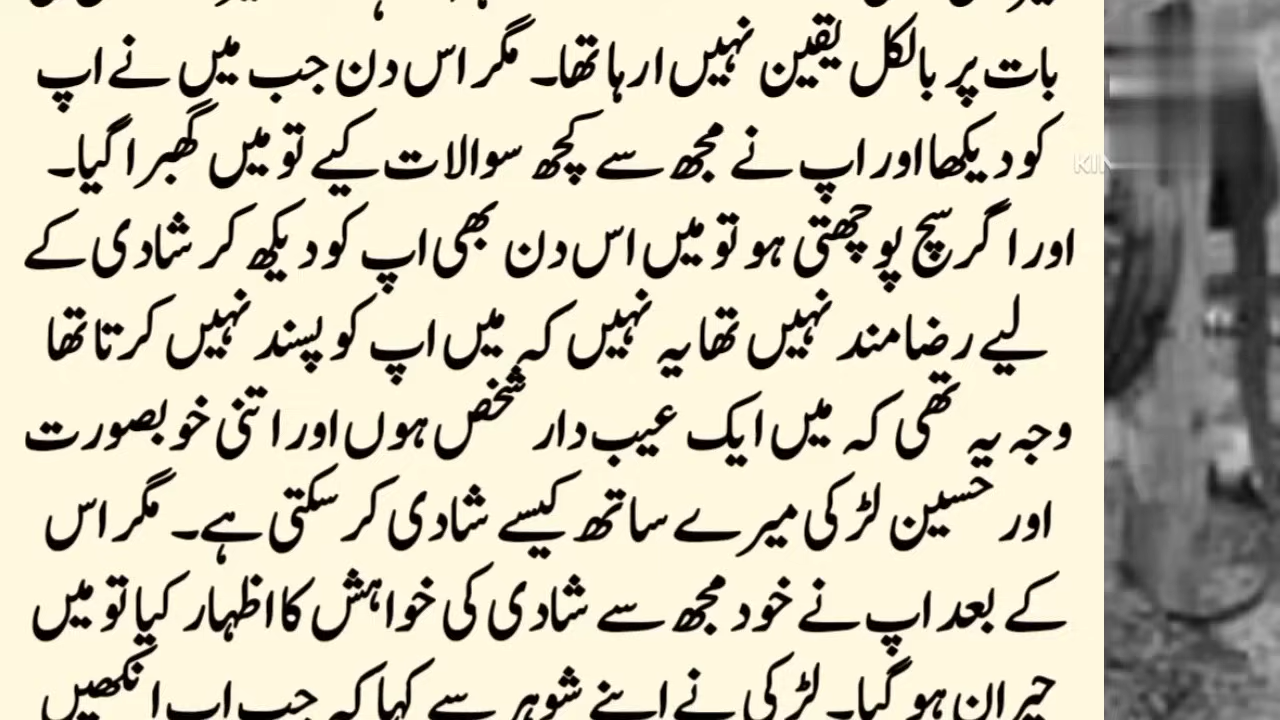 بات پر بالکل یقین نہیں ارہا تھا۔ مگر اس دن جب میں نے اپ
کو دیکھا اور اپ نے مجھ سے کچھ سوالات کیے تو میں گھبرا گیا۔
اور اگر سچ پوچھتی ہو تو میں اس دن بھی اپ کو دیکھ کر شادی کے
لیے رضامند نہیں تھا یہ نہیں کہ میں اپ کو پسند نہیں کرتا تھا
وجہ یہ تھی کہ میں ایک عیب دار شخص ہوں اور اتنی خوبصورت
اور حسین لڑکی میرے ساتھ کیسے شادی کر سکتی ہے۔ مگر اس
کے بعد اپ نے خود مجھ سے شادی کی خواہش کا اظہار کیا تو میں
حیران ہو گیا۔ لڑکی نے اپنے شوہر سے کہا کہ جب اپ انکھیں
KIN